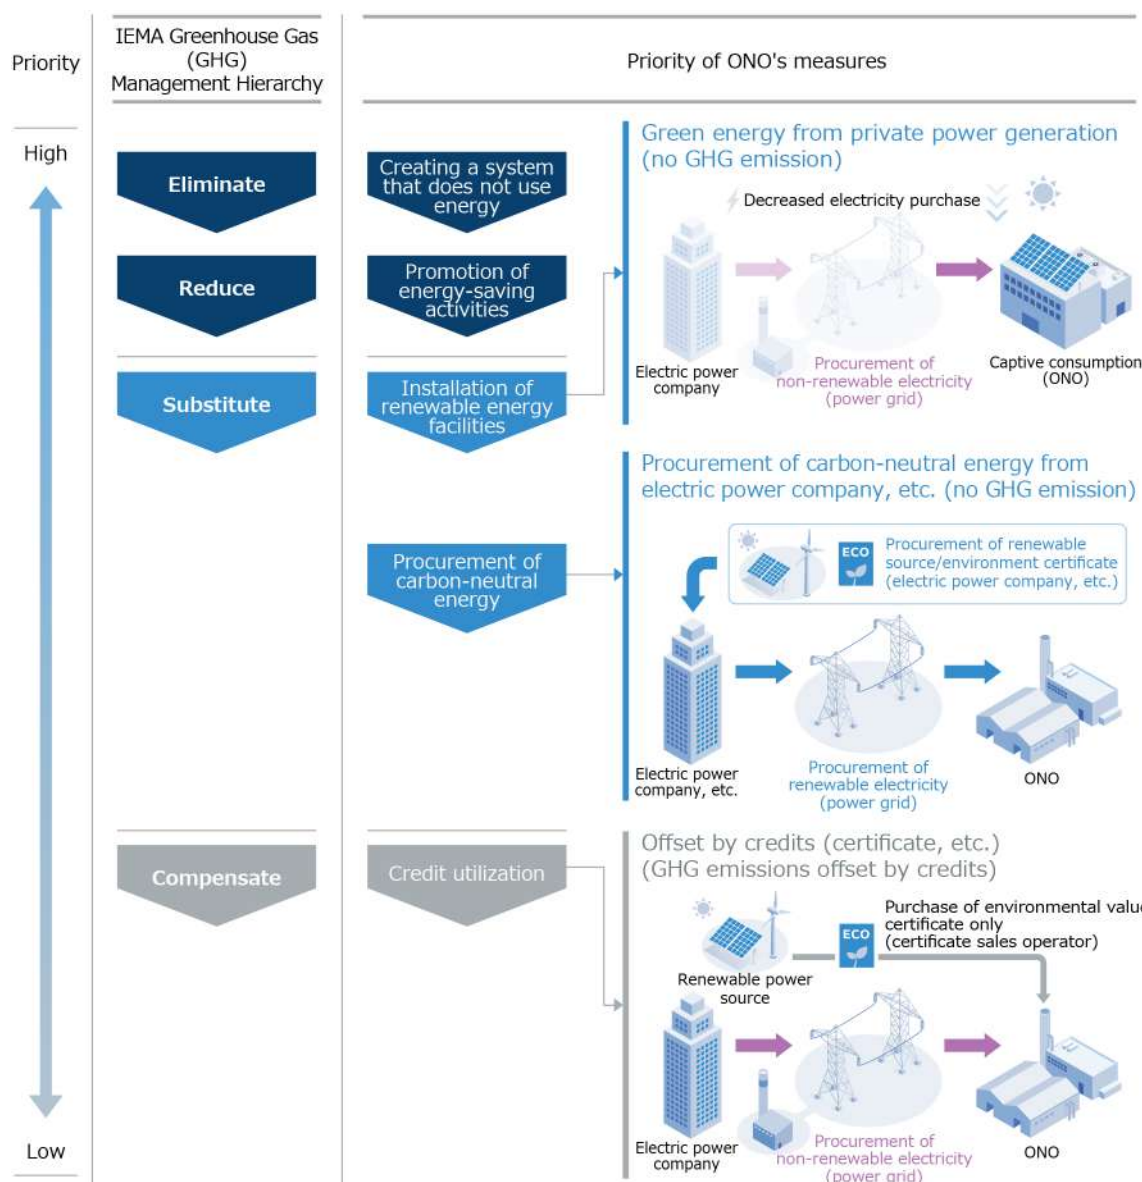 Priority
IEMA Greenhouse Gas
(GHG)
Management Hierarchy
Priority of ONO's measures
High
Eliminate
Creating a system
that does not use
energy
Green energy from private power generation
(no GHG emission)
Decreased electricity purchase
Electric power
company
Procurement of
non-renewable electricity
(power grid)
Captive consumption
(ONO)
Reduce
Promotion of
energy-saving
activities
Substitute
Installation of
renewable energy
facilities
Procurement of carbon-neutral energy from
electric power company, etc. (no GHG emission)
Procurement of
carbon-neutral
energy
ECO
Procurement of renewable
source/environment certificate
(electric power company, etc.)
Electric power
company, etc.
Procurement of
renewable electricity
(power grid)
ONO
Compensate
Credit utilization
Offset by credits (certificate, etc.)
(GHG emissions offset by credits)
Renewable power
source
ECO
Purchase of environmental value
certificate only
(certificate sales operator)
Electric power
company
Procurement of
non-renewable electricity
(power grid)
ONO
Low